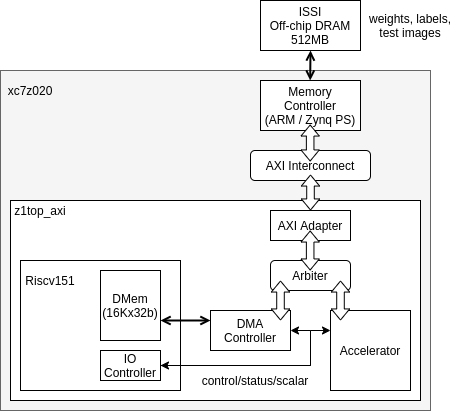 ISSI
Off-chip DRAM
512MB
weights, labels,
test images
xc7z020
Memory
Controller
(ARM / Zynq PS)
AXI Interconnect
z1top_axi
AXI Adapter
Riscv151
Arbiter
DMem
(16Kx32b)
DMA
Controller
Accelerator
IO
Controller
control/status/scalar